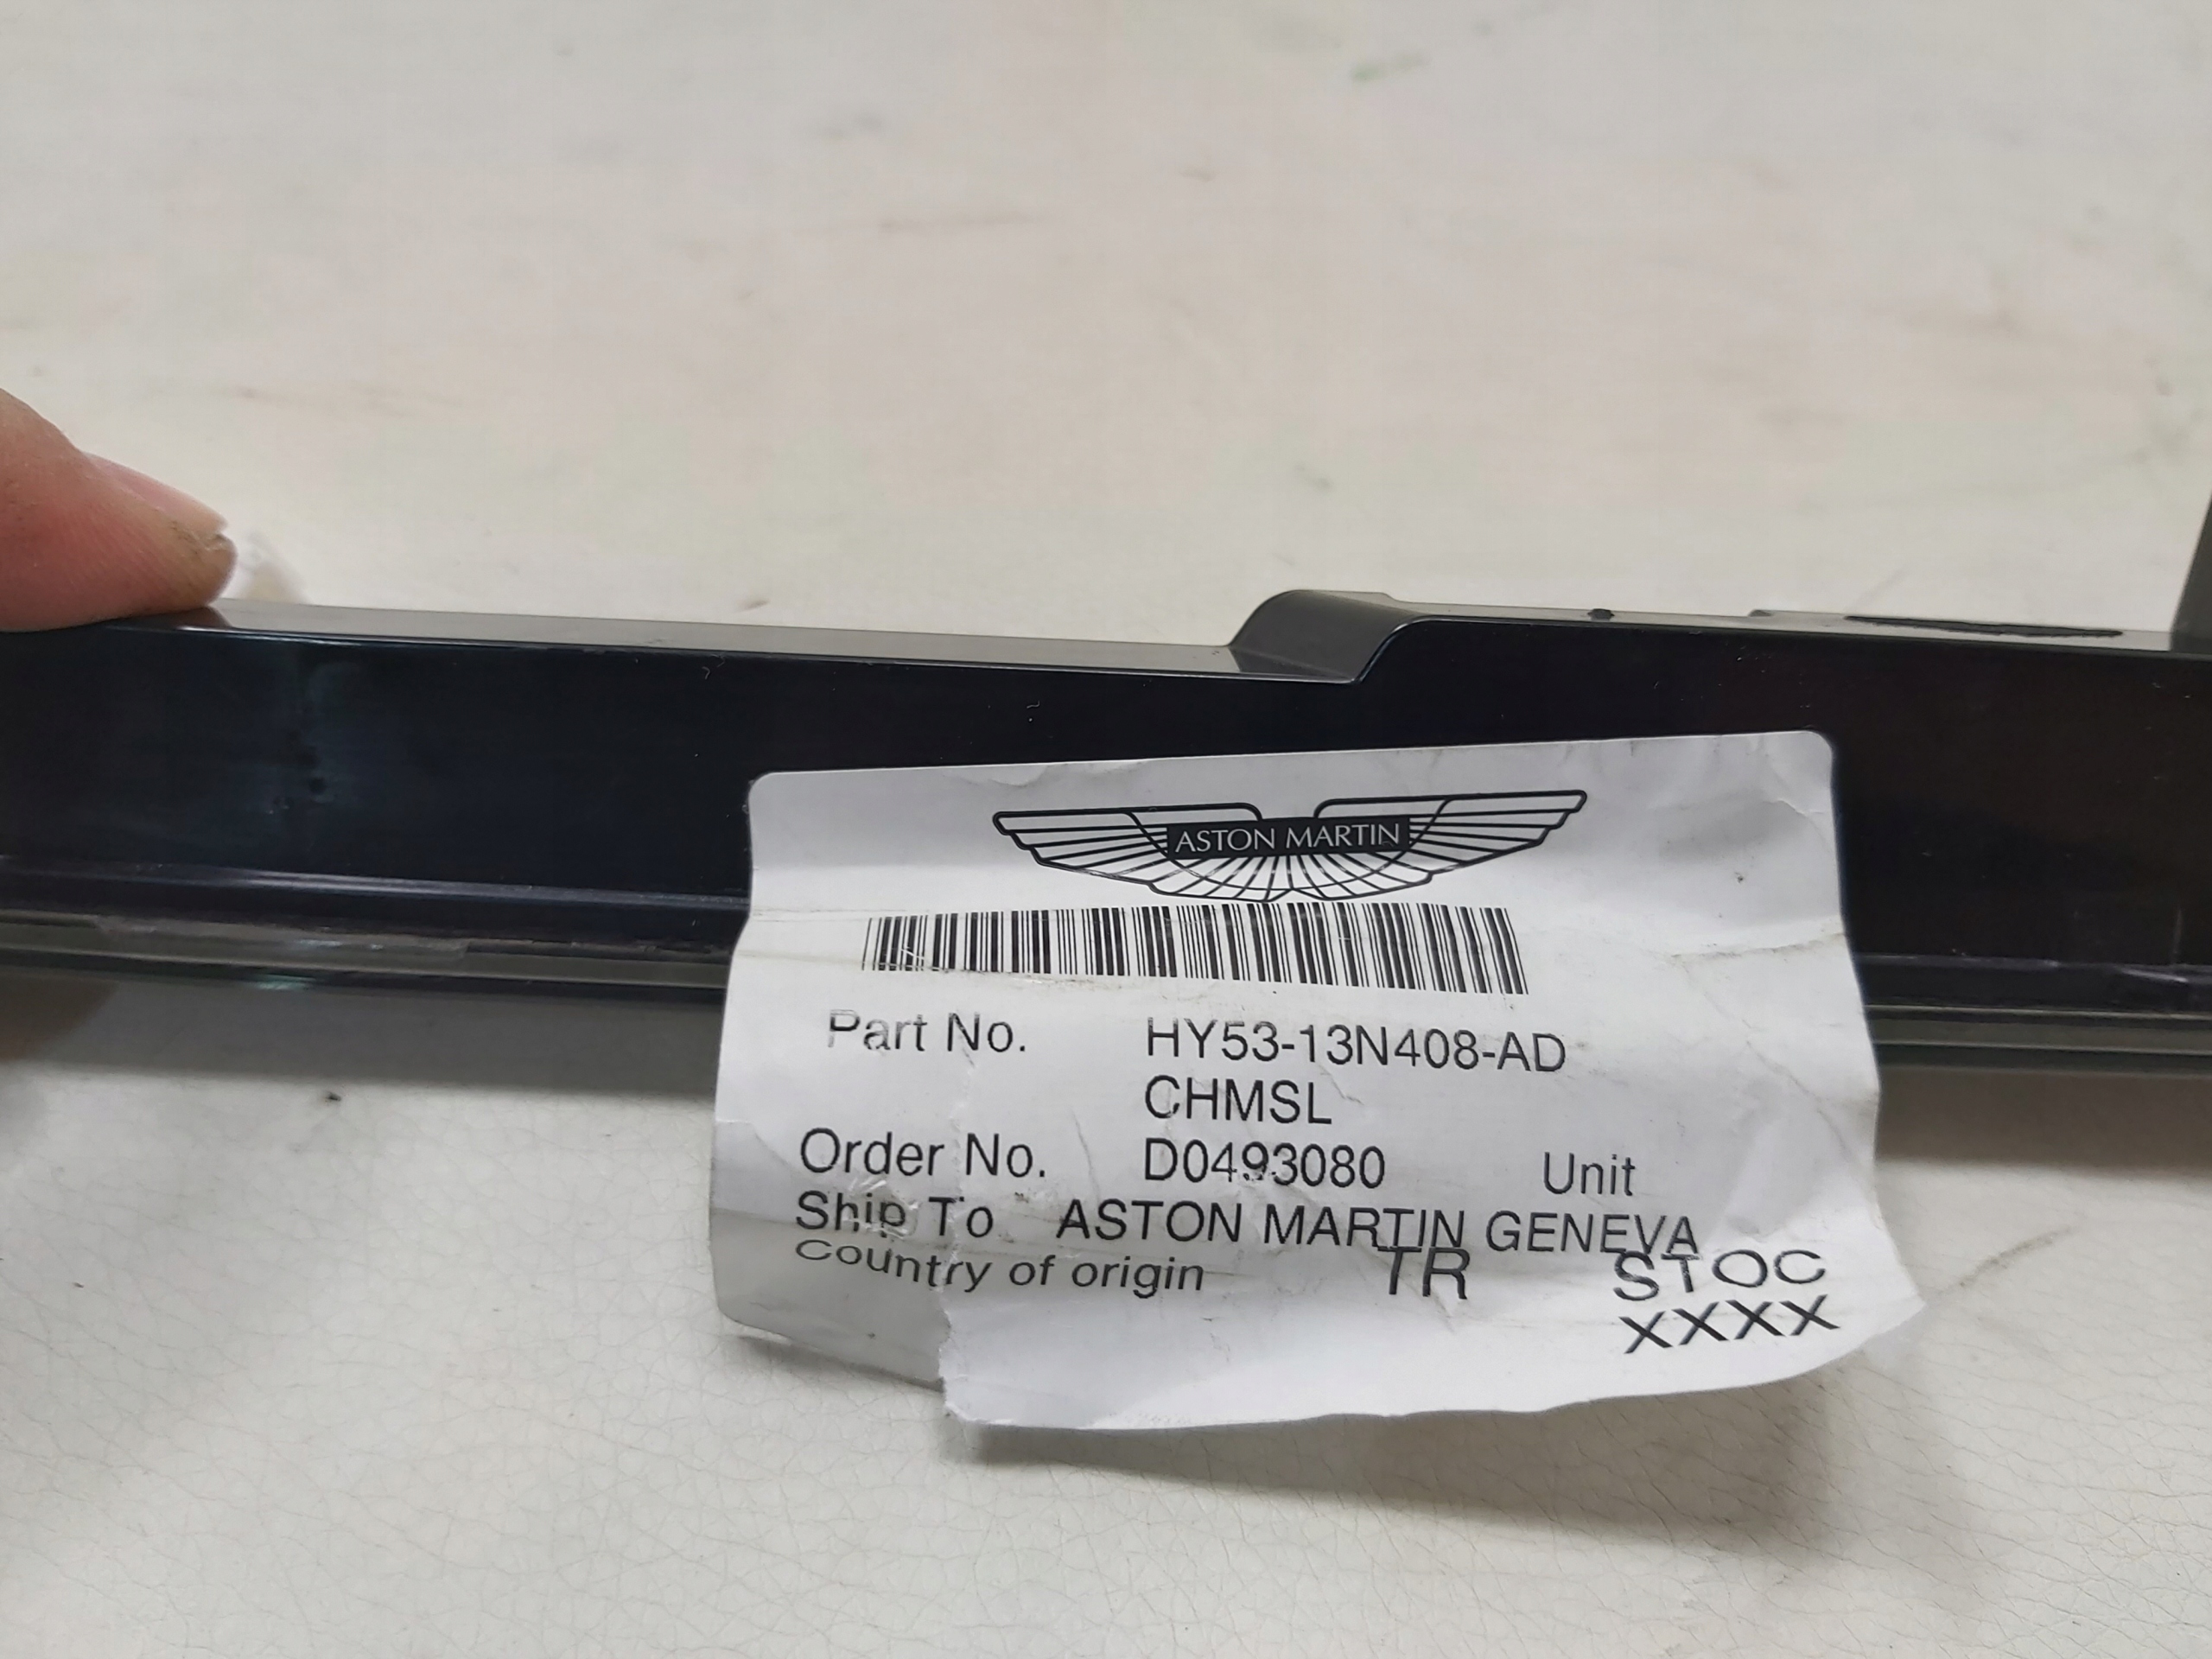 ASTON MARTIN
Part No. HY53-13N408-AD
CHMSL
Order No. D0493080 Unit
Ship To ASTON MARTIN GENEVA
Country of origin TR STOC
XXXX